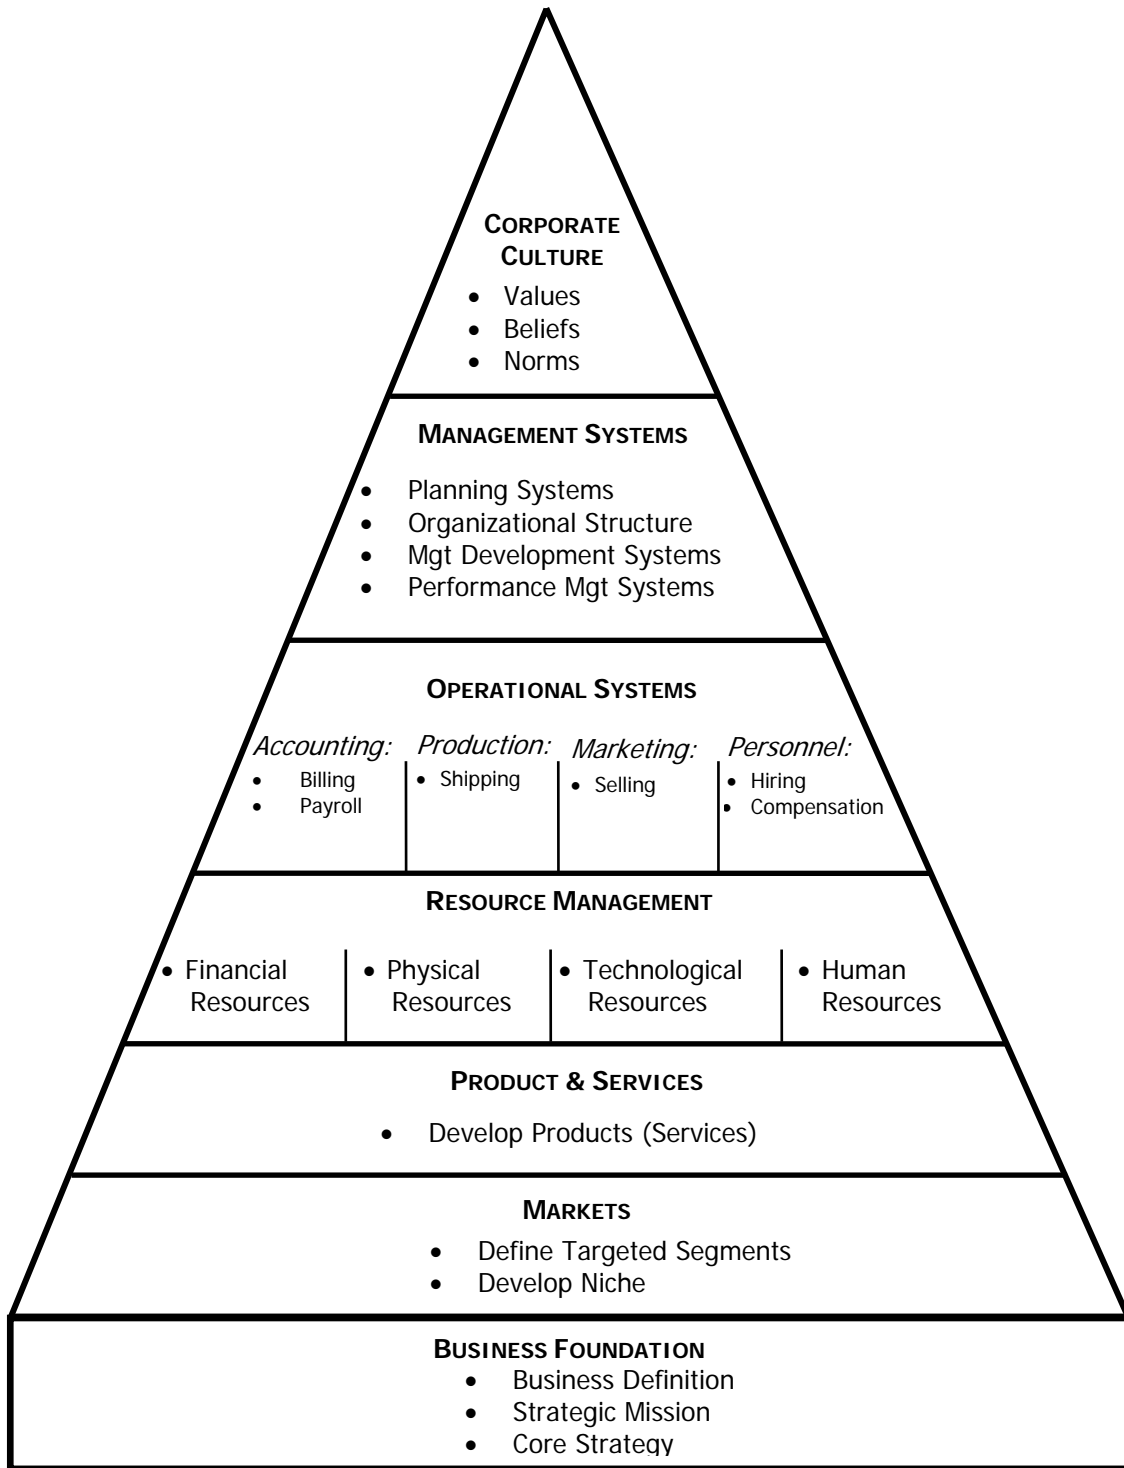 CORPORATE
CULTURE
• Values
• Beliefs
• Norms
MANAGEMENT SYSTEMS
• Planning Systems
• Organizational Structure
• Mgt Development Systems
• Performance Mgt Systems
OPERATIONAL SYSTEMS
Accounting:
• Billing
• Payroll
Production:
• Shipping
Marketing:
• Selling
Personnel:
• Hiring
• Compensation
RESOURCE MANAGEMENT
• Financial
Resources
• Physical
Resources
• Technological
Resources
• Human
Resources
PRODUCT & SERVICES
• Develop Products (Services)
MARKETS
• Define Targeted Segments
• Develop Niche
BUSINESS FOUNDATION
• Business Definition
• Strategic Mission
• Core Strategy